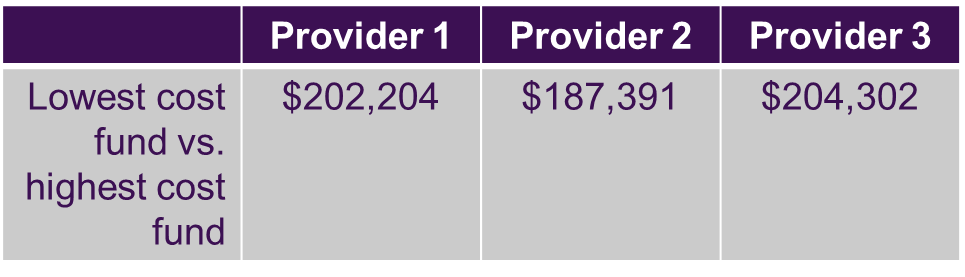 Provider 1 Provider 2 Provider 3
Lowest cost $202,204 $187,391 $204,302
fund vs.
highest cost
fund